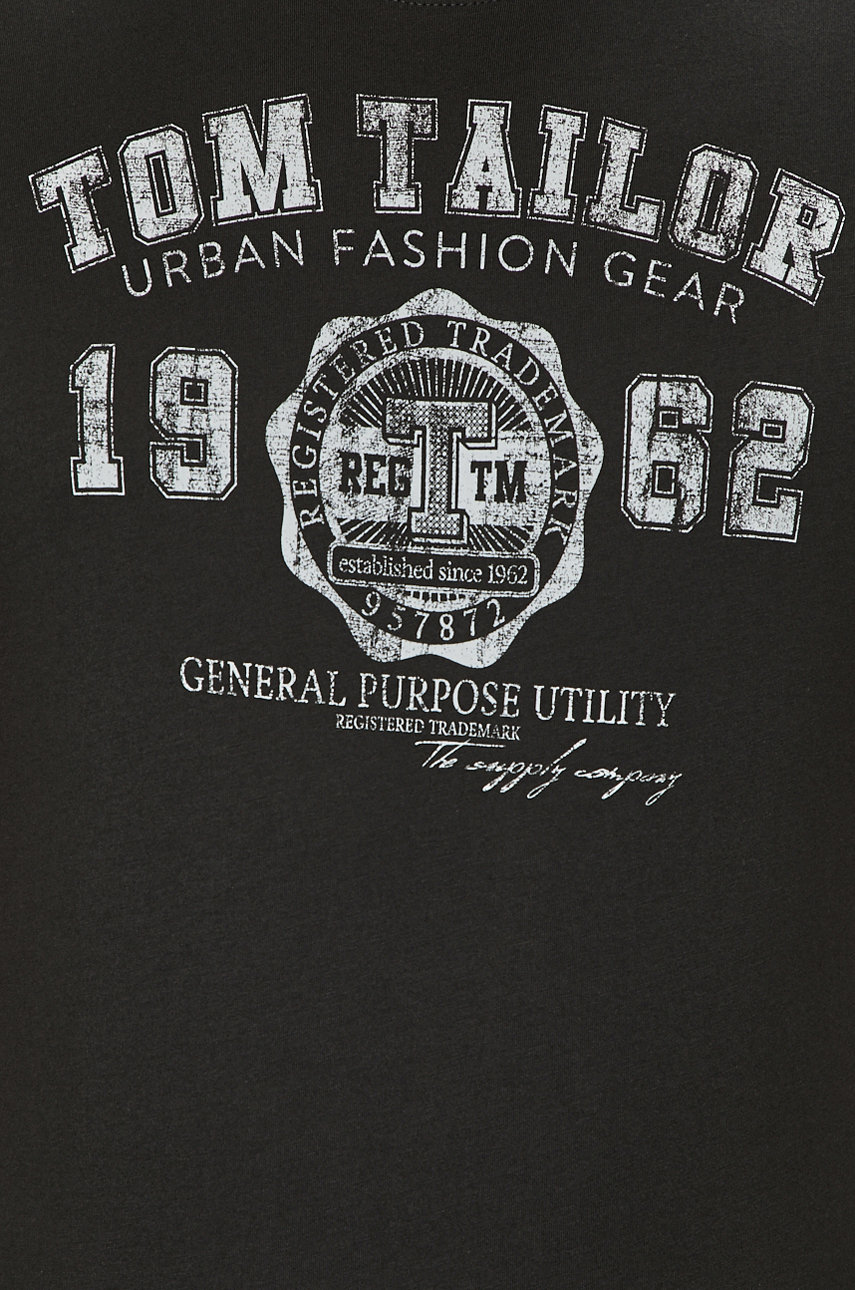 TOM TAILOR
URBAN FASHION GEAR
19 62
REGISTERED TRADEMARK
T
REG TM
established since 1962
957872
GENERAL PURPOSE UTILITY
REGISTERED TRADEMARK
The supply company